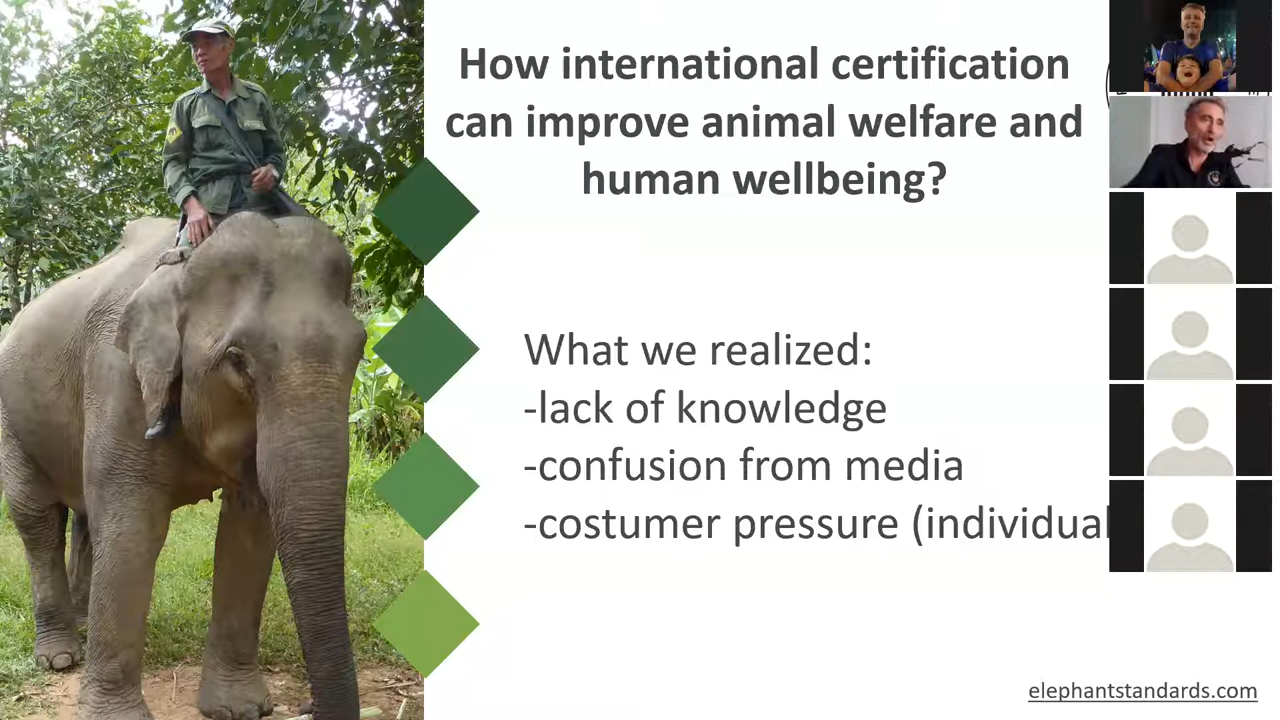 How international certification
can improve animal welfare and
human wellbeing?
What we realized:
-lack of knowledge
-confusion from media
-costumer pressure (individual
elephantstandards.com